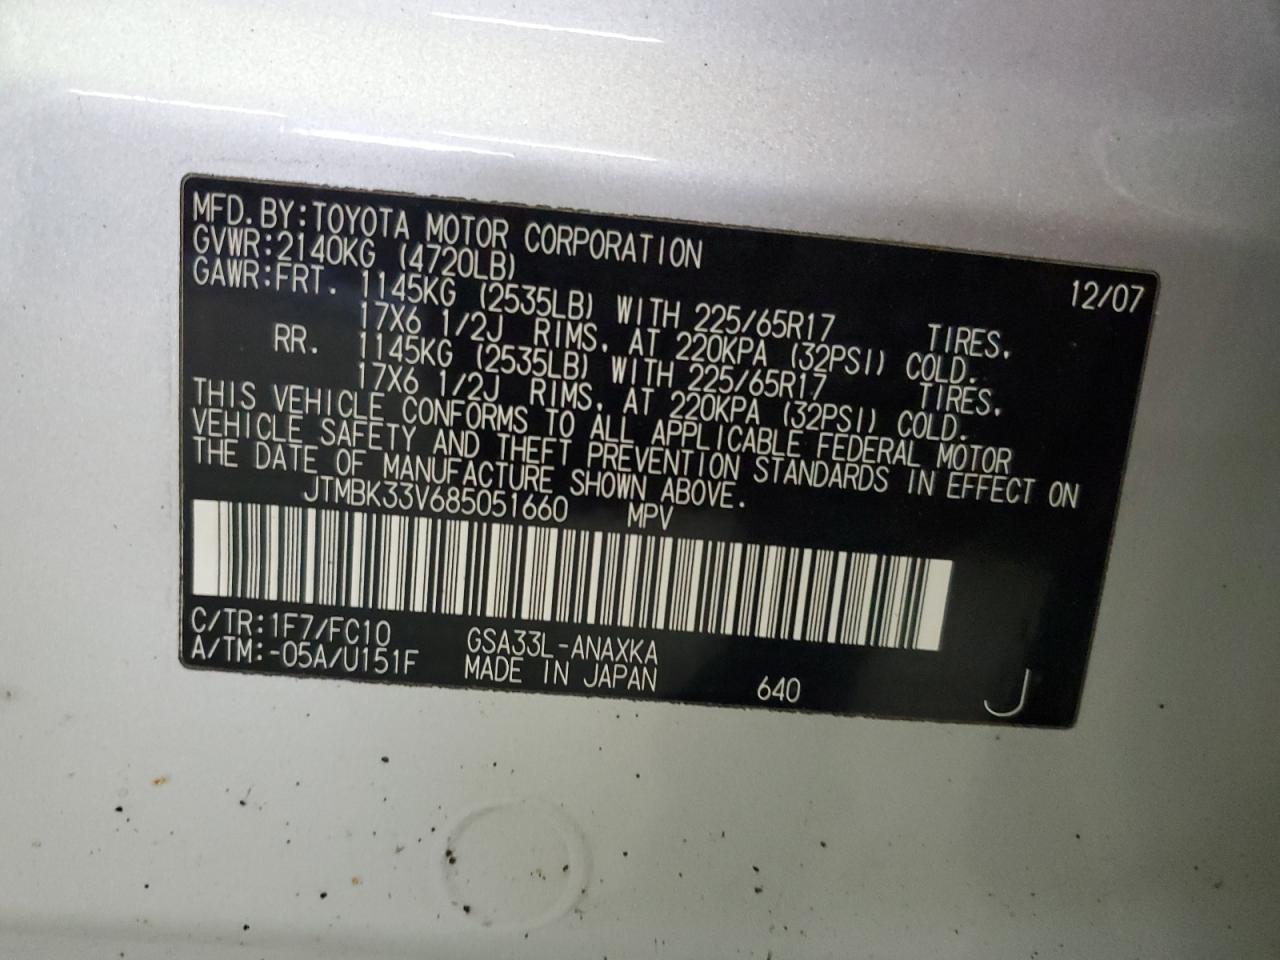 MFD.BY:TOYOTA MOTOR CORPORATION 12/07
GVWR:2140KG (4720LB)
GAWR:FRT. 1145KG (2535LB) WITH 225/65R17 TIRES,
17X6 1/2J RIMS, AT 220KPA (32PSI) COLD.
RR. 1145KG (2535LB) WITH 225/65R17 TIRES,
17X6 1/2J RIMS, AT 220KPA (32PSI) COLD.
THIS VEHICLE CONFORMS TO ALL APPLICABLE FEDERAL MOTOR
VEHICLE SAFETY AND THEFT PREVENTION STANDARDS IN EFFECT ON
THE DATE OF MANUFACTURE SHOWN ABOVE.
JTMBK33V685051660 MPV
C/TR:1F7/FC10 GSA33L-ANAXKA
A/TM:-05A/U151F MADE IN JAPAN 640 J